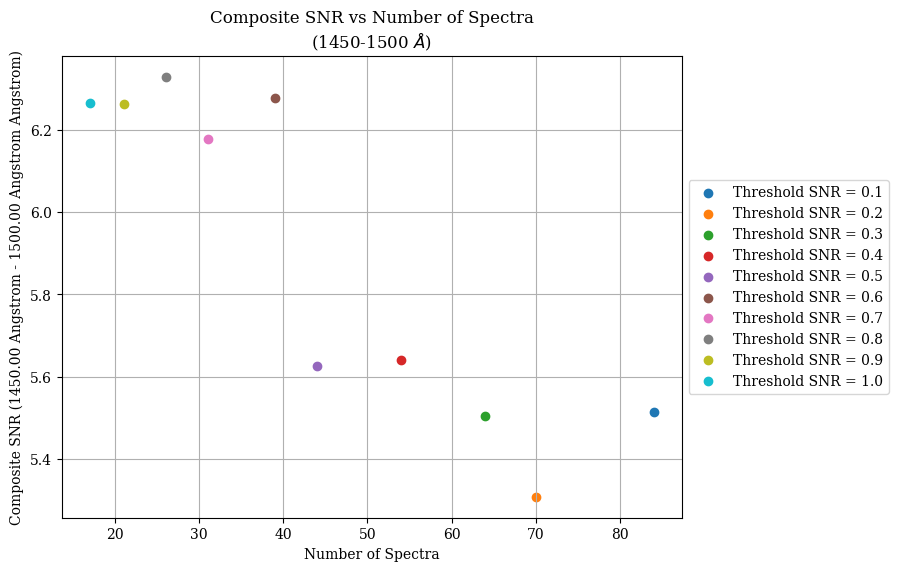 Composite SNR vs Number of Spectra
(1450-1500 Å)
Composite SNR (1450.00 Angstrom - 1500.00 Angstrom Angstrom)
6.2
6.0
5.8
5.6
5.4
20 30 40 50 60 70 80
Number of Spectra
Threshold SNR = 0.1
Threshold SNR = 0.2
Threshold SNR = 0.3
Threshold SNR = 0.4
Threshold SNR = 0.5
Threshold SNR = 0.6
Threshold SNR = 0.7
Threshold SNR = 0.8
Threshold SNR = 0.9
Threshold SNR = 1.0